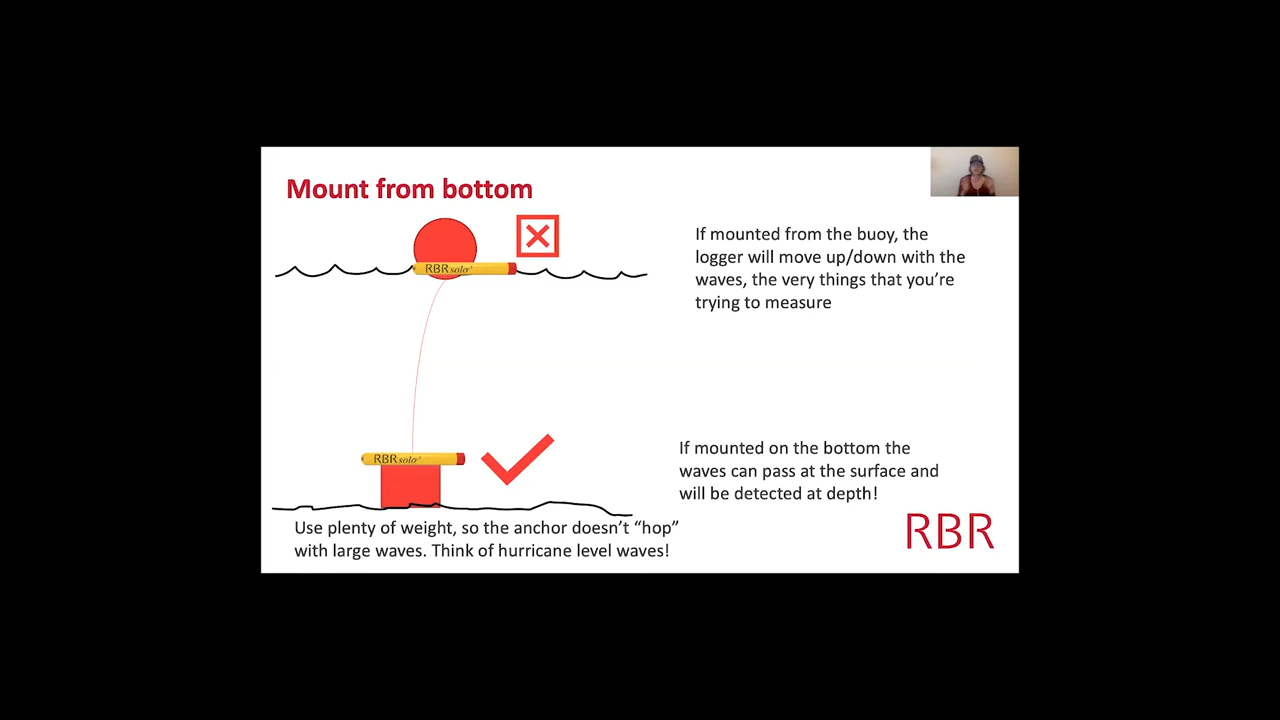 Mount from bottom
RBRsolo³
If mounted from the buoy, the
logger will move up/down with the
waves, the very things that you’re
trying to measure
RBRsolo³
If mounted on the bottom the
waves can pass at the surface and
will be detected at depth!
Use plenty of weight, so the anchor doesn’t “hop”
with large waves. Think of hurricane level waves!
RBR